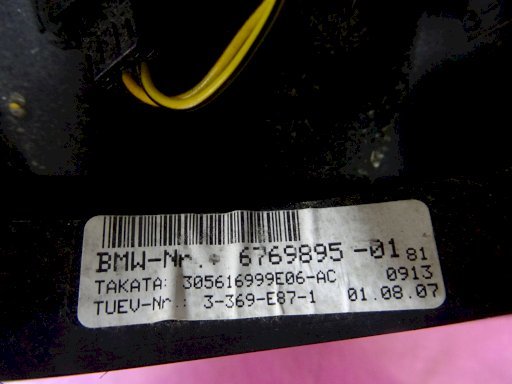 BMW-Nr.: 6769895 -01 81
TAKATA: 305616999E06-AC 0913
TUEV-Nr.: 3-369-E87-1 01.08.07